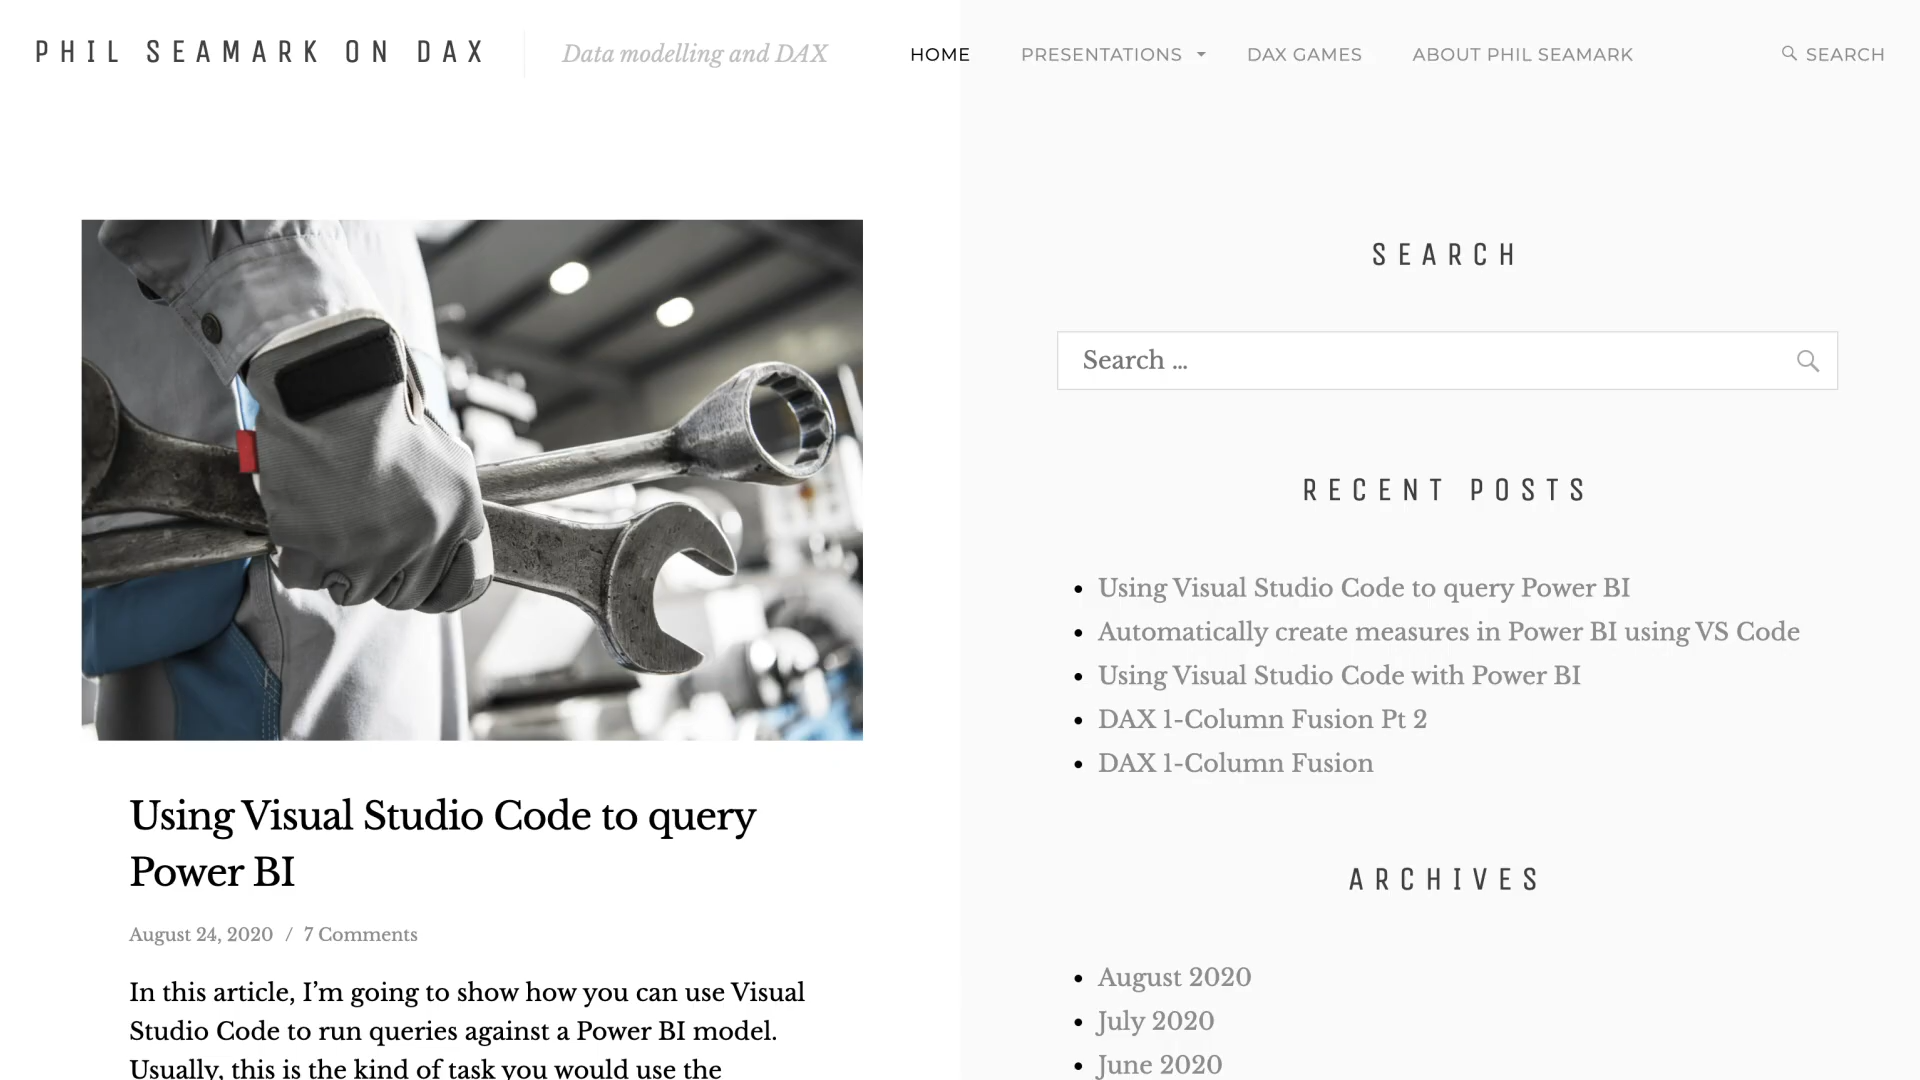 PHIL SEAMARK ON DAX
Data modelling and DAX
HOME
PRESENTATIONS
DAX GAMES
ABOUT PHIL SEAMARK
SEARCH
Using Visual Studio Code to query
Power BI
August 24, 2020 / 7 Comments
In this article, I’m going to show how you can use Visual
Studio Code to run queries against a Power BI model.
Usually, this is the kind of task you would use the
SEARCH
Search ...
RECENT POSTS
Using Visual Studio Code to query Power BI
Automatically create measures in Power BI using VS Code
Using Visual Studio Code with Power BI
DAX 1-Column Fusion Pt 2
DAX 1-Column Fusion
ARCHIVES
August 2020
July 2020
June 2020